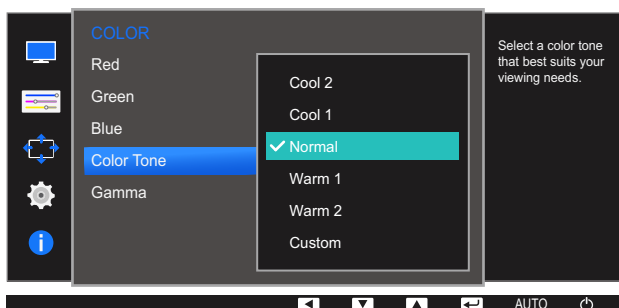 COLOR
Red
Green
Blue
Color Tone
Gamma
Cool 2
Cool 1
Normal
Warm 1
Warm 2
Custom
Select a color tone
that best suits your
viewing needs.
AUTO